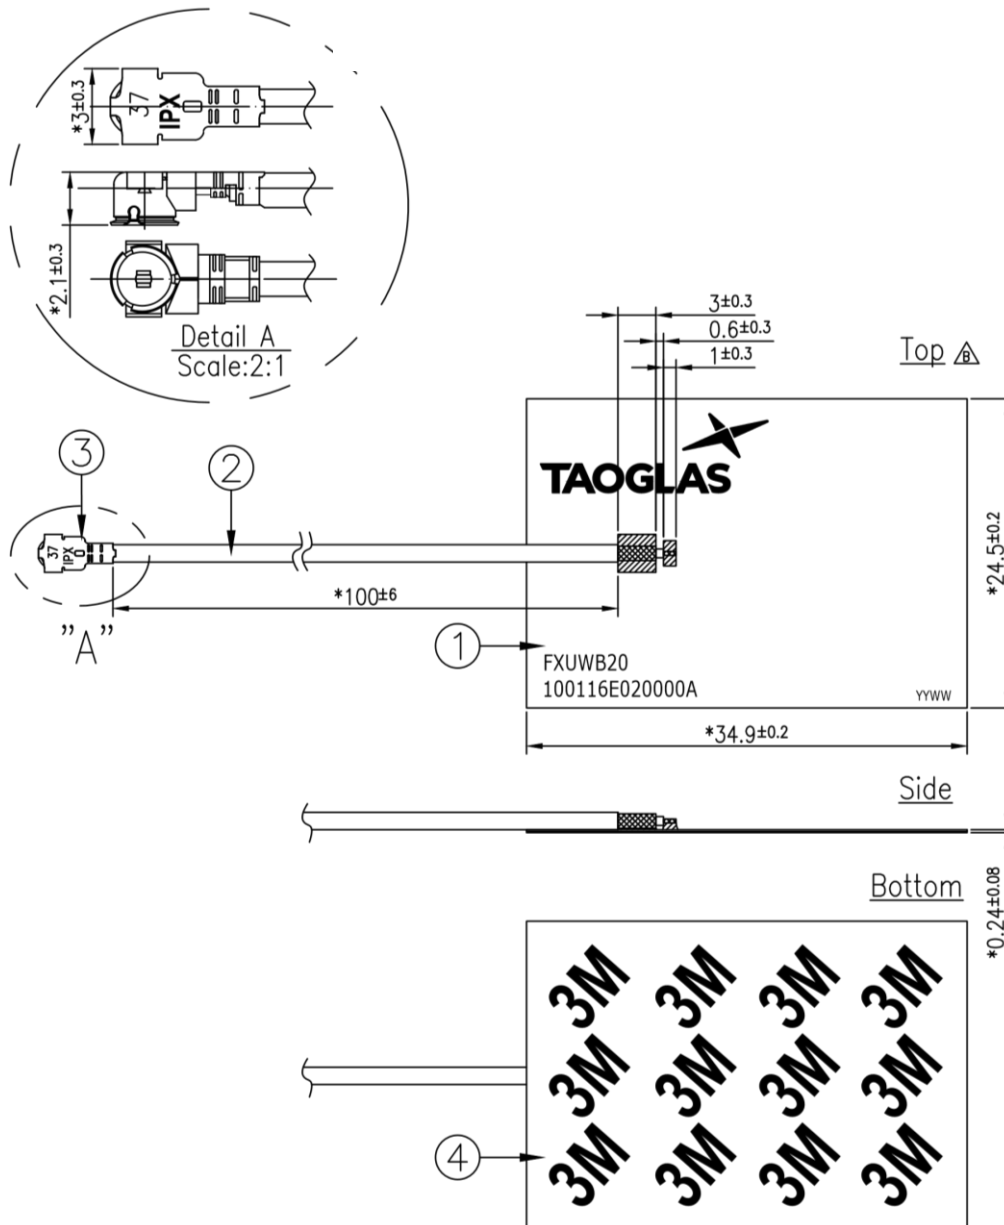 *3±0.3
37
IPX
*2.1±0.3
Detail A
Scale:2:1
3±0.3
0.6±0.3
1±0.3
Top B
TAOGLAS
3
2
37
IPX
*100±6
"A"
1
FXUWB20
100116E020000A
YYWW
*24.5±0.2
*34.9±0.2
Side
*0.24±0.08
Bottom
3M 3M 3M 3M
3M 3M 3M 3M
3M 3M 3M 3M
4